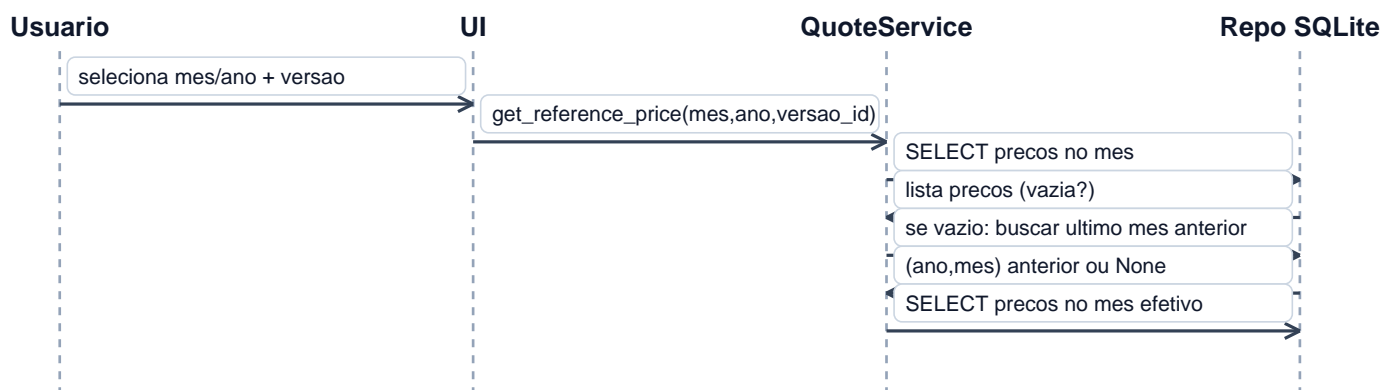 Usuario
UI
QuoteService
Repo SQLite
seleciona mes/ano + versao
get_reference_price(mes,ano,versao_id)
SELECT precos no mes
lista precos (vazia?)
se vazio: buscar ultimo mes anterior
(ano,mes) anterior ou None
SELECT precos no mes efetivo